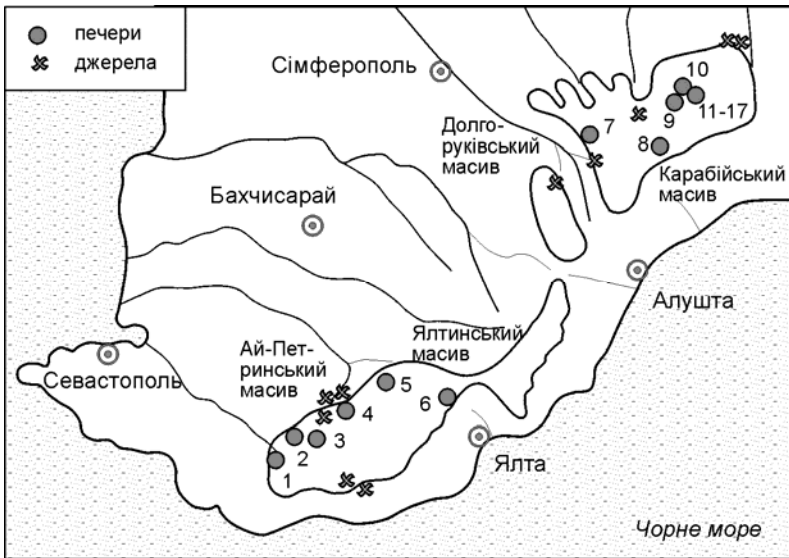 печери
джерела
Сімферополь
10
11-17
9
7
8
Долго-
руківський
масив
Карабійський
масив
Бахчисарай
Алушта
Ялтинський
масив
Ай-Пет-
ринський
масив
Севастополь
5
6
4
3
2
1
Ялта
Чорне море